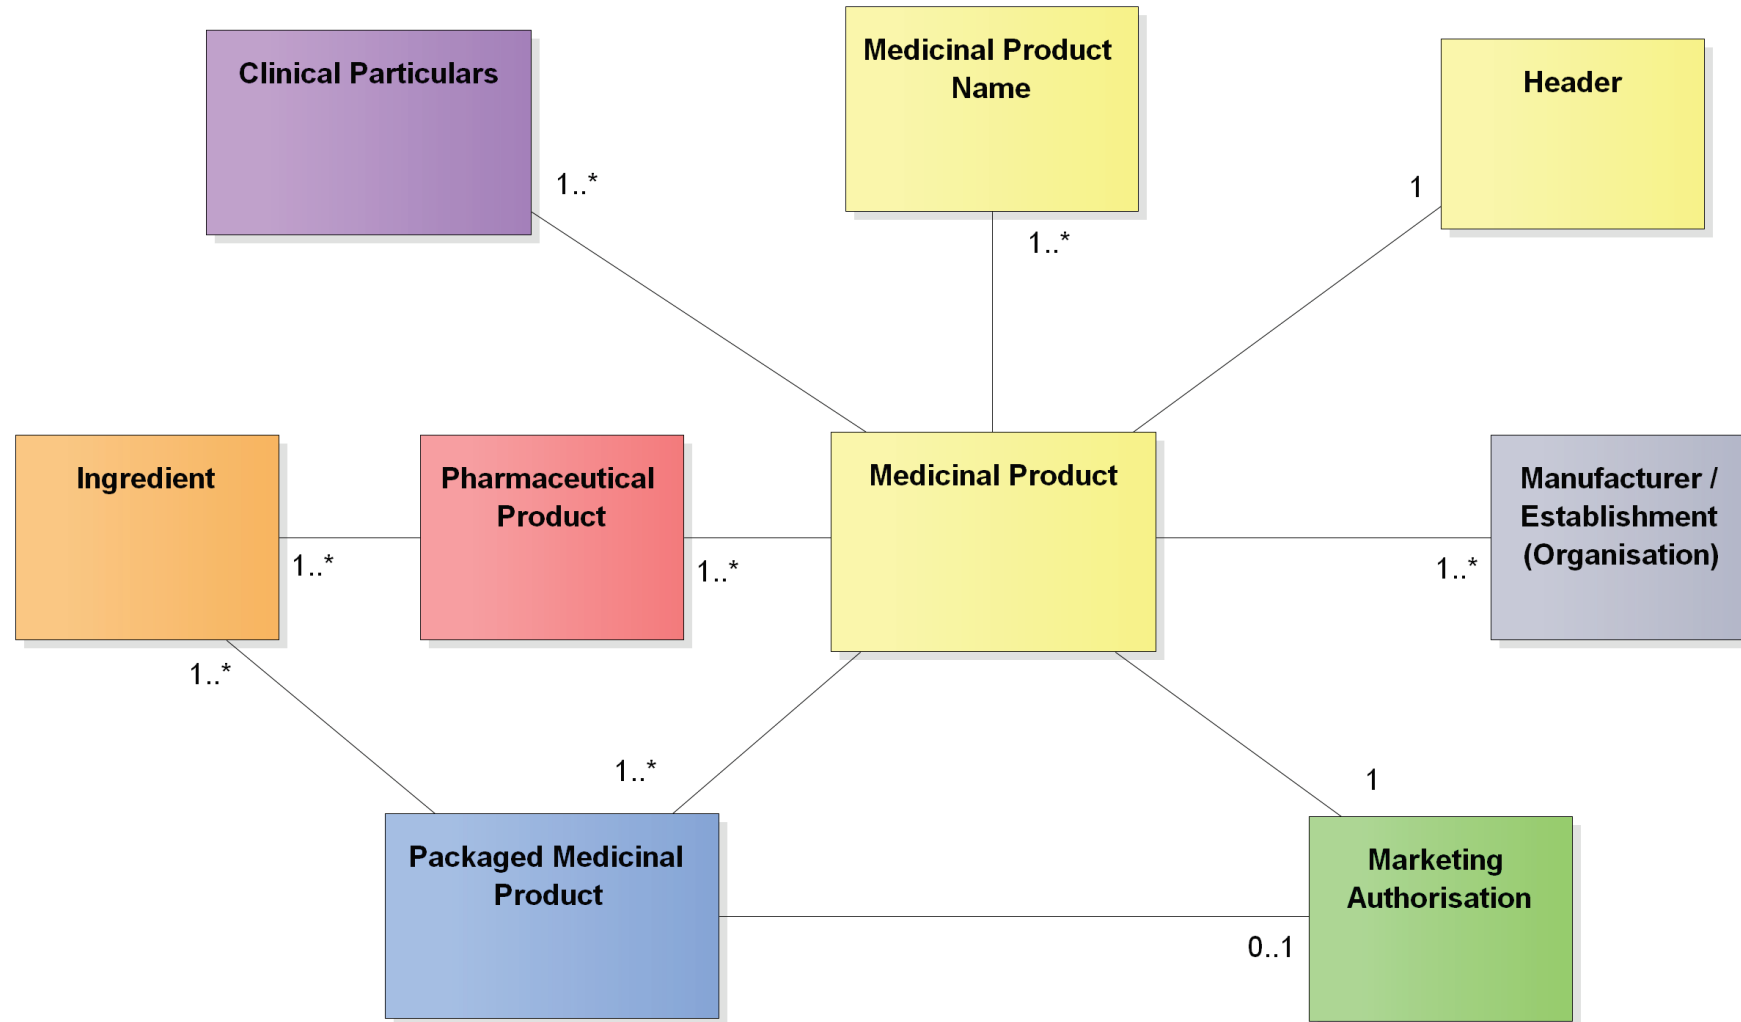 Clinical Particulars
Medicinal Product
Name
Header
1..*
1..*
1
Ingredient
Pharmaceutical
Product
Medicinal Product
Manufacturer /
Establishment
(Organisation)
1..*
1..*
1..*
1..*
1..*
1
Packaged Medicinal
Product
Marketing
Authorisation
0..1